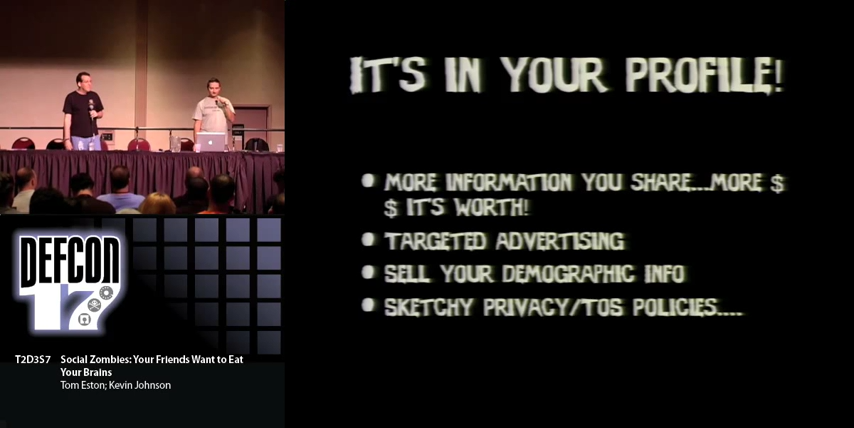 IT'S IN YOUR PROFILE!
MORE INFORMATION YOU SHARE...MORE $
$ IT'S WORTH!
TARGETED ADVERTISING
SELL YOUR DEMOGRAPHIC INFO
SKETCHY PRIVACY/TOS POLICIES....
DEFCON
17
T2D3S7 Social Zombies: Your Friends Want to Eat
Your Brains
Tom Eston; Kevin Johnson